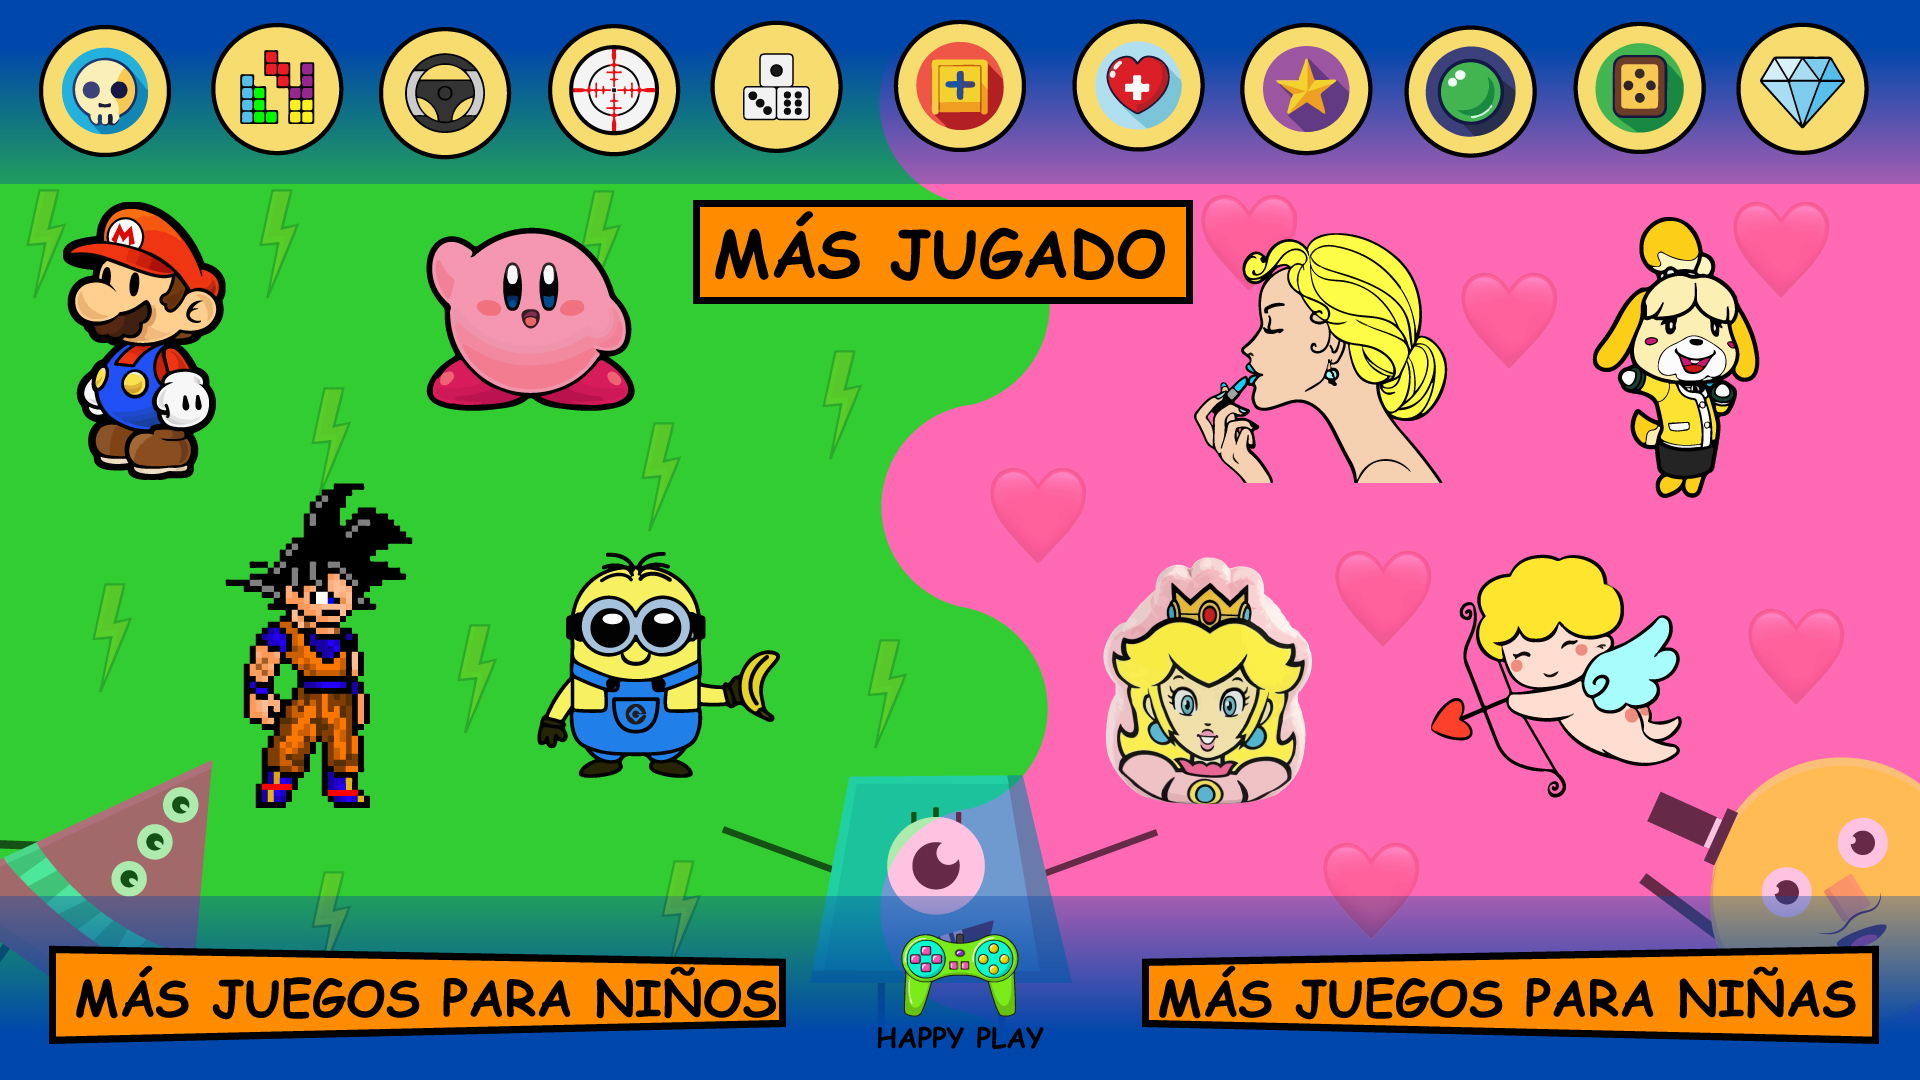 M
MÁS JUGADO
MÁS JUEGOS PARA NIÑOS
MÁS JUEGOS PARA NIÑAS
HAPPY PLAY